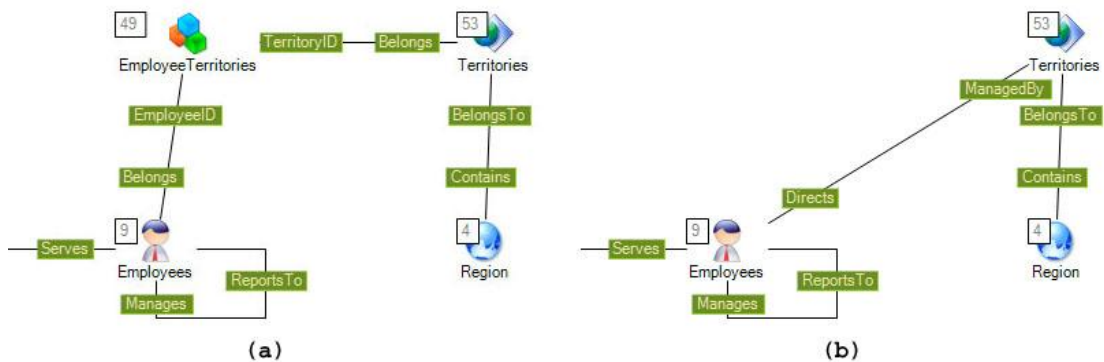 49
53
TerritoryID
Belongs
EmployeeTerritories
Territories
EmployeeID
BelongsTo
Belongs
Contains
9
4
Serves
Employees
Region
ReportsTo
Manages
(a)
53
Territories
ManagedBy
BelongsTo
Directs
Contains
9
4
Serves
Employees
Region
ReportsTo
Manages
(b)